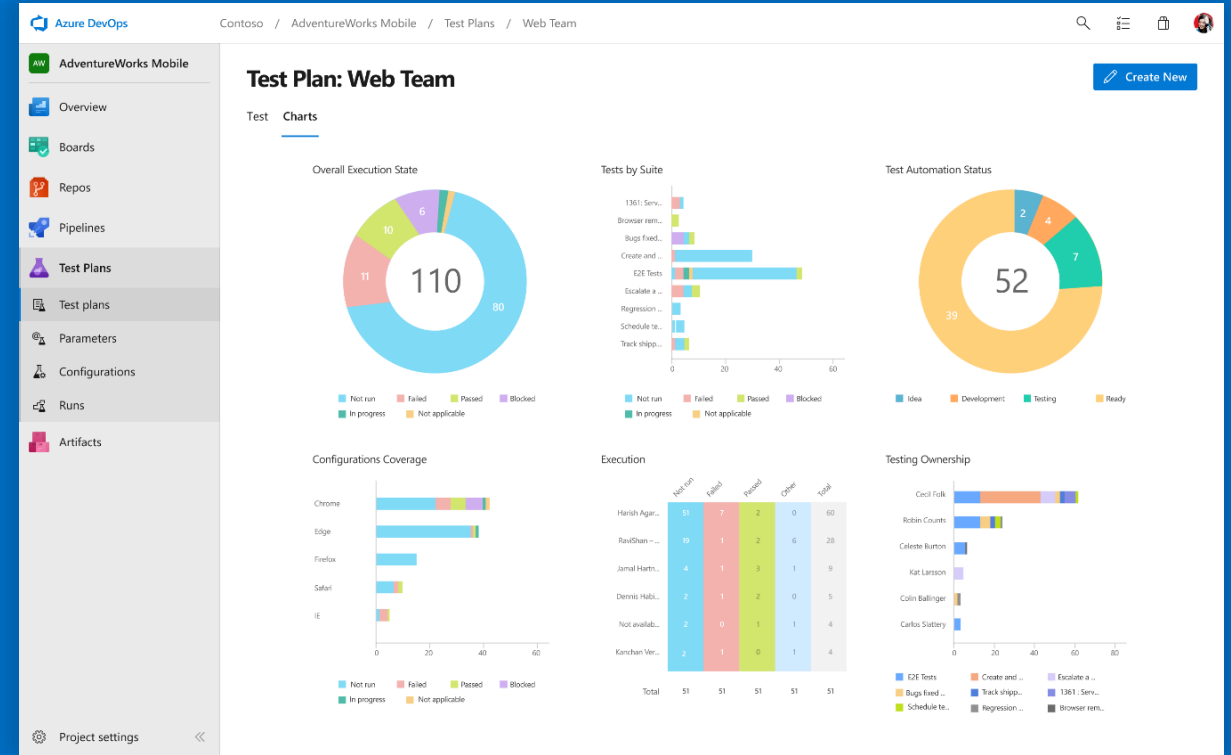 Azure DevOps
Contoso / AdventureWorks Mobile / Test Plans / Web Team
AW AdventureWorks Mobile
Overview
Boards
Repos
Pipelines
Test Plans
Test plans
Parameters
Configurations
Runs
Artifacts
Project settings
Test Plan: Web Team
Create New
Test Charts
Overall Execution State
6
10
11
110
80
Not run Failed Passed Blocked
In progress Not applicable
Tests by Suite
1361: Serv...
Browser rem...
Bugs fixed...
Create and ...
E2E Tests
Escalate a ...
Regression ...
Schedule te...
Track shipp...
0 20 40 60
Not run Failed Passed Blocked
In progress Not applicable
Test Automation Status
2
4
7
52
39
Idea Development Testing Ready
Configurations Coverage
Chrome
Edge
Firefox
Safari
IE
0 20 40 60
Not run Failed Passed Blocked
In progress Not applicable
Execution
Not run Failed Passed Other Total
Harish Agar... 51 7 2 0 60
RaviShan – ... 19 1 2 6 28
Jamal Hartn... 4 1 3 1 9
Dennis Habi... 2 1 2 0 5
Not availab... 2 0 1 1 4
Kanchan Ver... 2 1 0 1 4
Total 51 51 51 51 51
Testing Ownership
Cecil Folk
Robin Counts
Celeste Burton
Kat Larsson
Colin Ballinger
Carlos Slattery
0 20 40 60 80
E2E Tests Create and ... Escalate a ...
Bugs fixed ... Track shipp... 1361 : Serv...
Schedule te... Regression ... Browser rem..